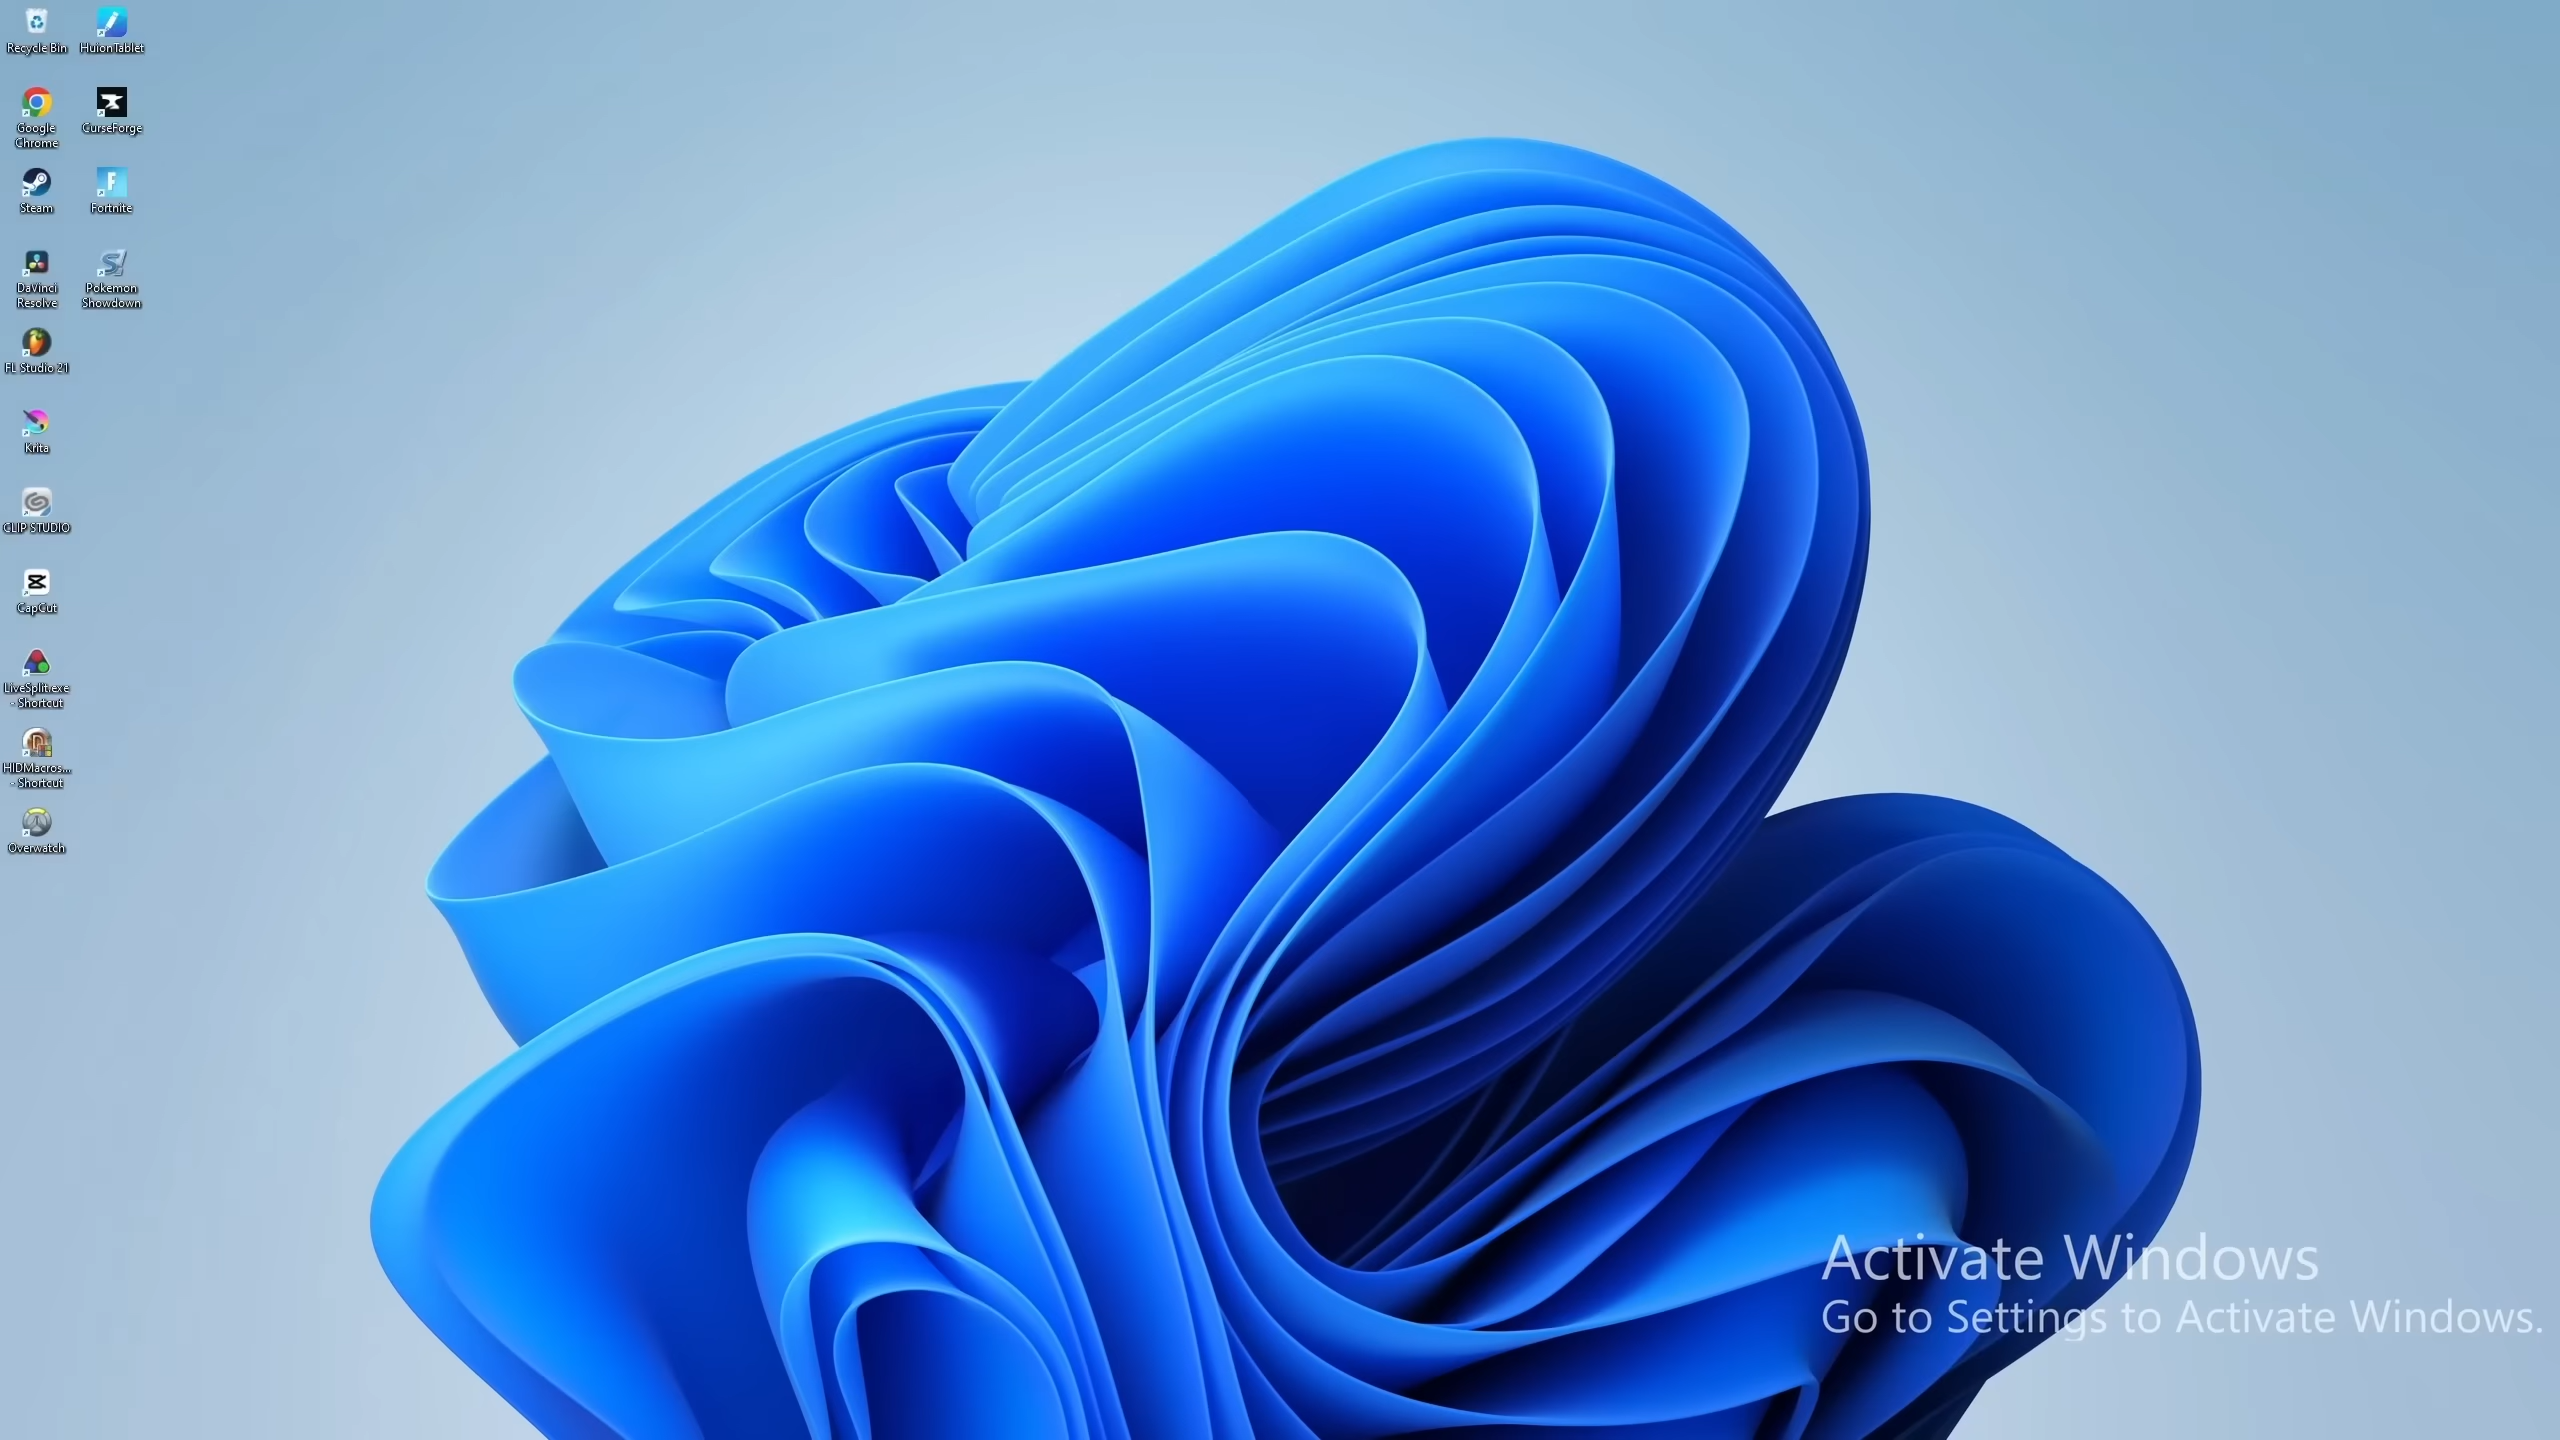 Recycle Bin
HuionTablet
Google
Chrome
CurseForge
Steam
Fortnite
DaVinci
Resolve
Pokemon
Showdown
FL Studio 21
Krita
CLIP STUDIO
CapCut
LiveSplit.exe
- Shortcut
HIDMacros...
- Shortcut
Overwatch
Activate Windows
Go to Settings to Activate Windows.